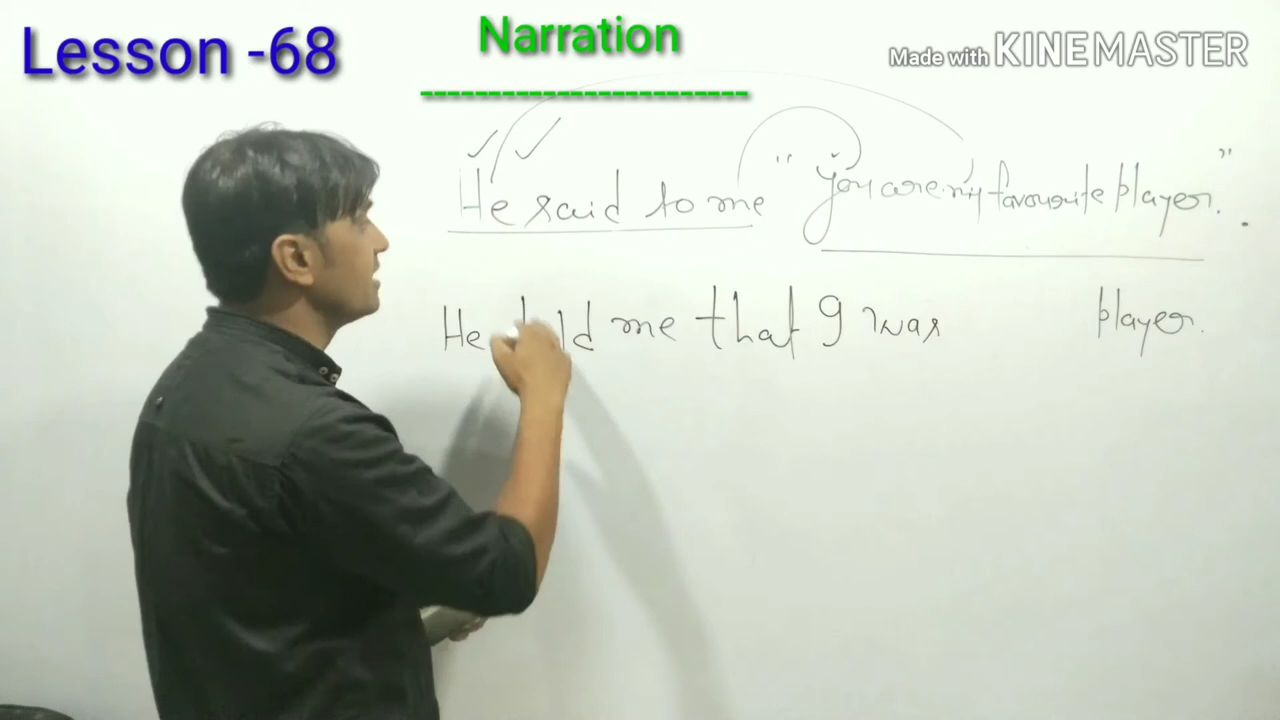 Lesson -68
Narration
Made with KINEMASTER
He said to me "you are my favourite player."
He told me that I was player.